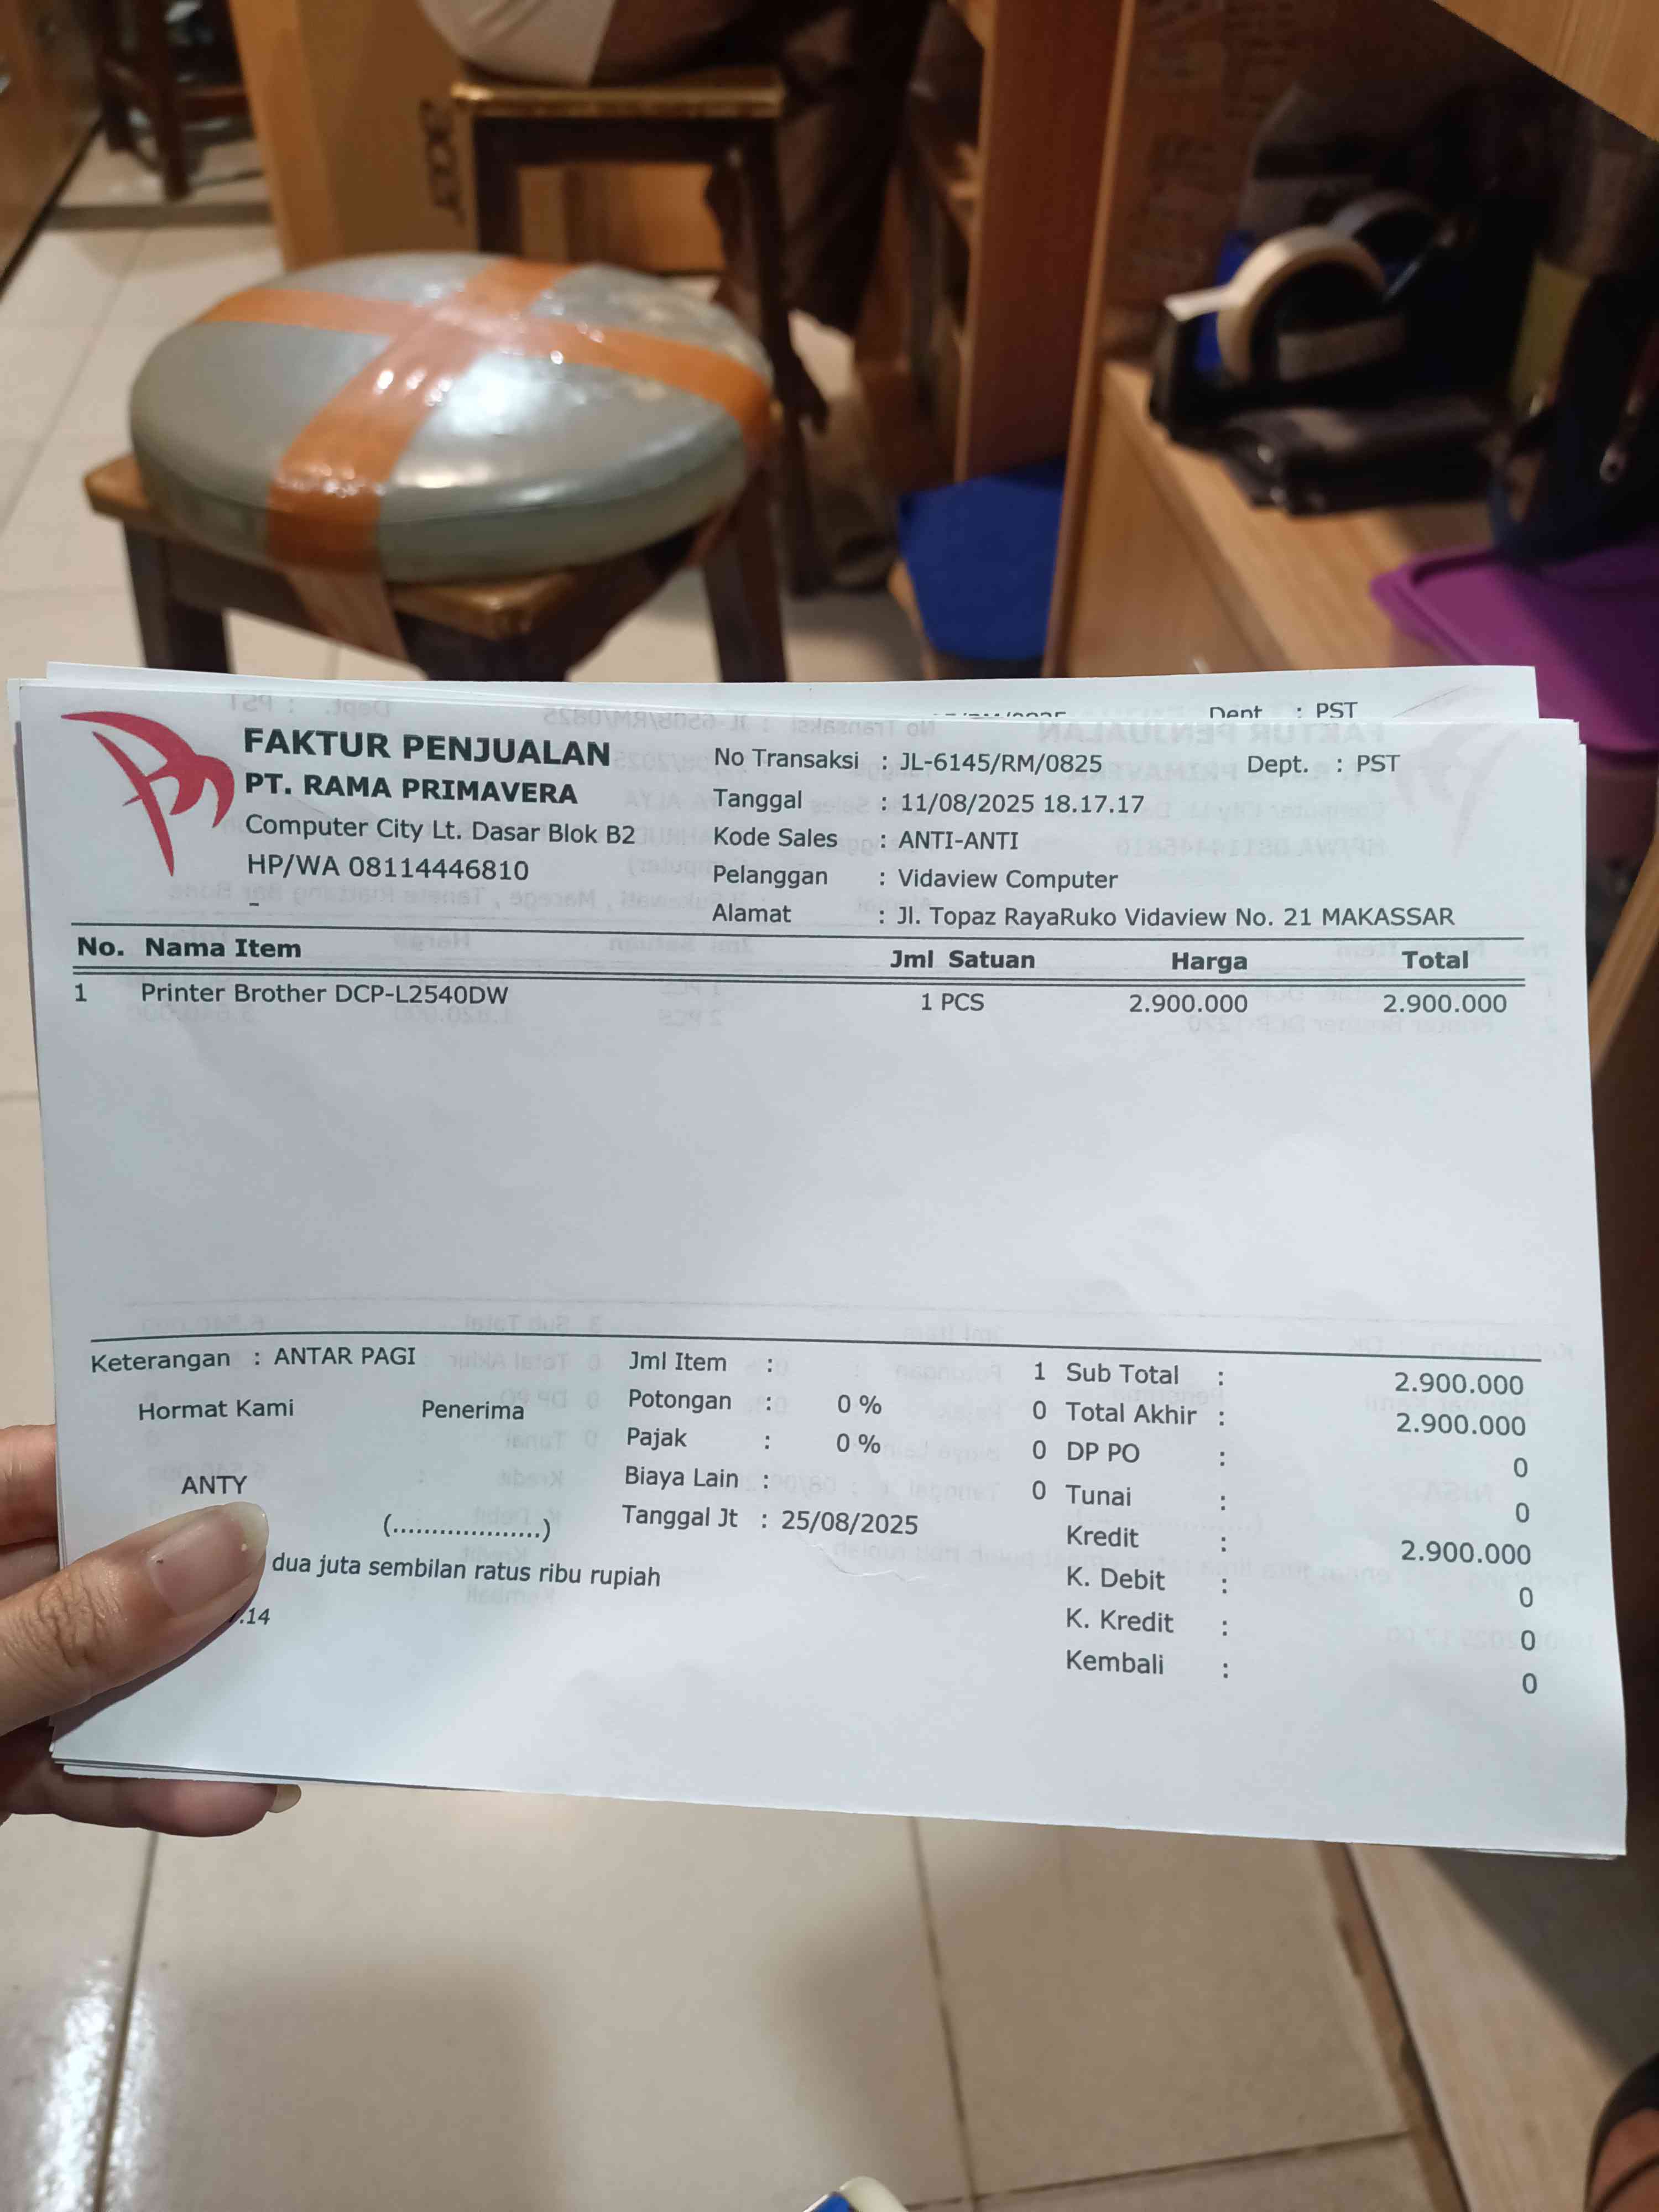 Dept : PST
FAKTUR PENJUALAN
PT. RAMA PRIMAVERA
Computer City Lt. Dasar Blok B2
HP/WA 08114446810
-
No Transaksi : JL-6145/RM/0825 Dept. : PST
Tanggal : 11/08/2025 18.17.17
Kode Sales : ANTI-ANTI
Pelanggan : Vidaview Computer
Alamat : Jl. Topaz RayaRuko Vidaview No. 21 MAKASSAR
No. Nama Item Jml Satuan Harga Total
1 Printer Brother DCP-L2540DW 1 PCS 2.900.000 2.900.000
Keterangan : ANTAR PAGI
Hormat Kami Penerima
ANTY
(...................)
dua juta sembilan ratus ribu rupiah
.14
Jml Item : 1
Potongan : 0 % 0
Pajak : 0 % 0
Biaya Lain : 0
Tanggal Jt : 25/08/2025
Sub Total : 2.900.000
Total Akhir : 2.900.000
DP PO : 0
Tunai : 0
Kredit : 2.900.000
K. Debit : 0
K. Kredit : 0
Kembali : 0